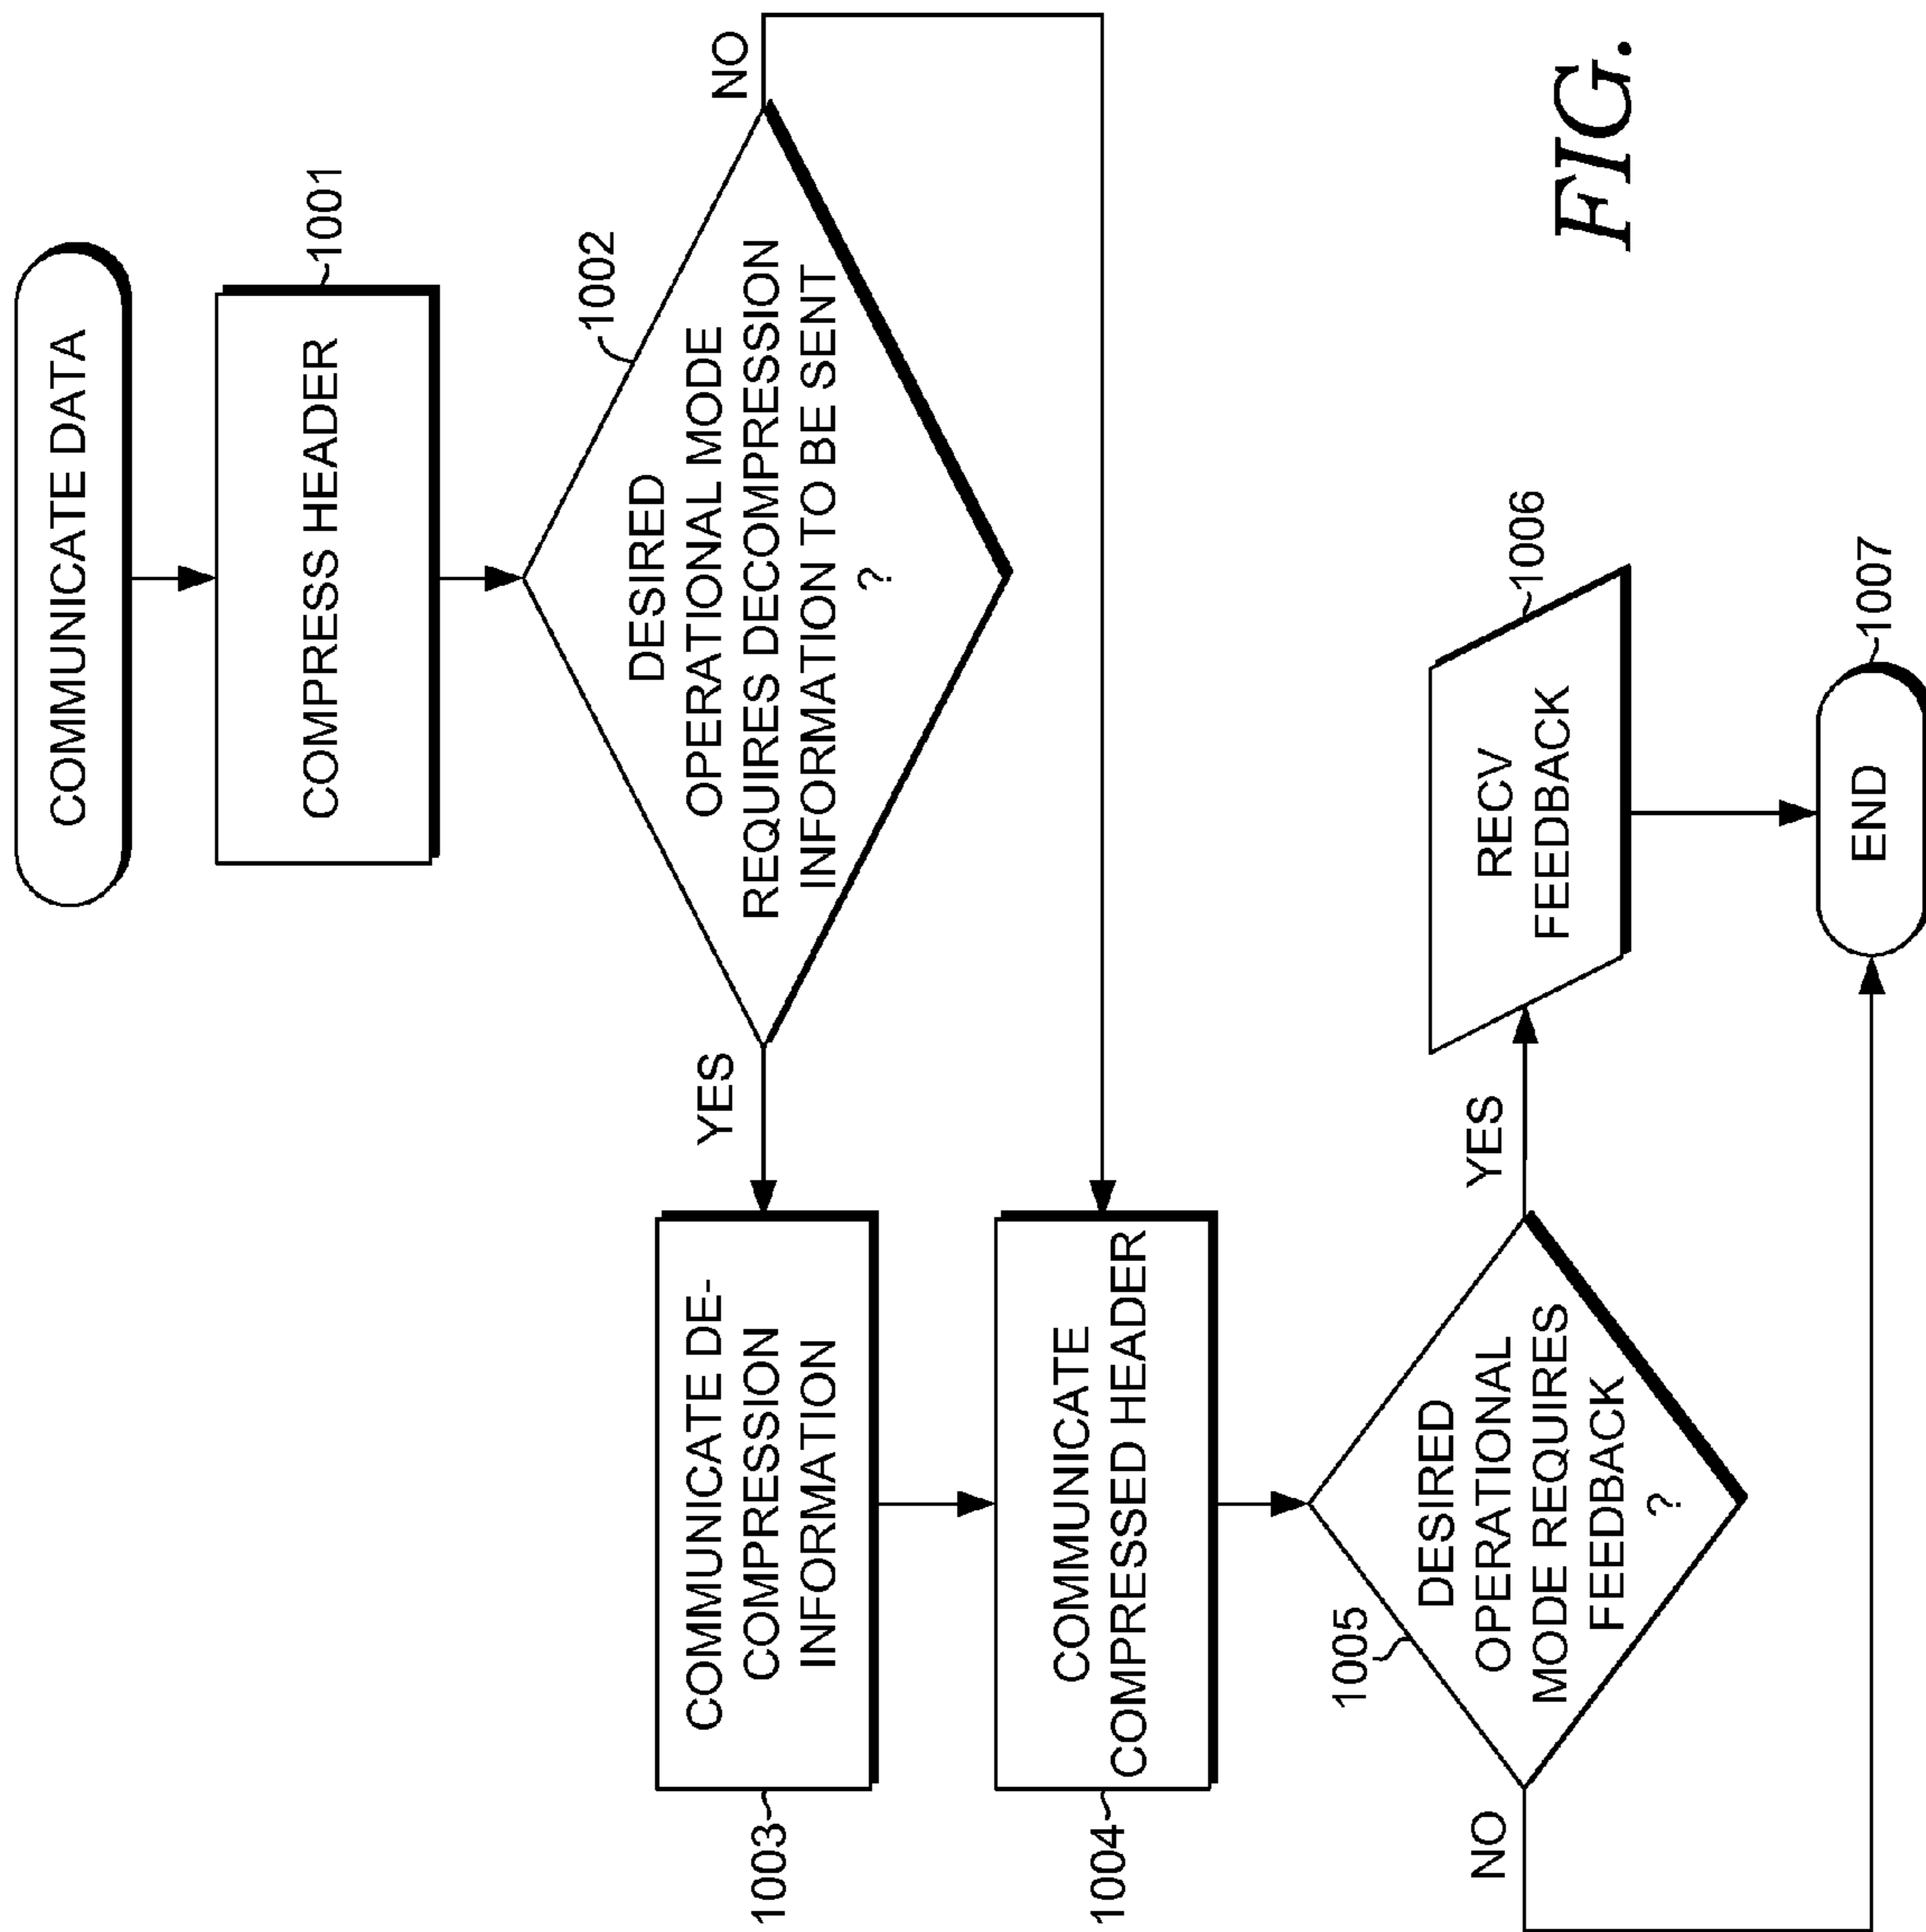 COMMUNICATE DATA
COMPRESS HEADER
1001
DESIRED
OPERATIONAL MODE
REQUIRES DECOMPRESSION
INFORMATION TO BE SENT
?
1002
YES
NO
COMMUNICATE DE-
COMPRESSION
INFORMATION
1003
COMMUNICATE
COMPRESSED HEADER
1004
DESIRED
OPERATIONAL
MODE REQUIRES
FEEDBACK
?
1005
NO
YES
RECV
FEEDBACK
1006
END
1007
FIG.